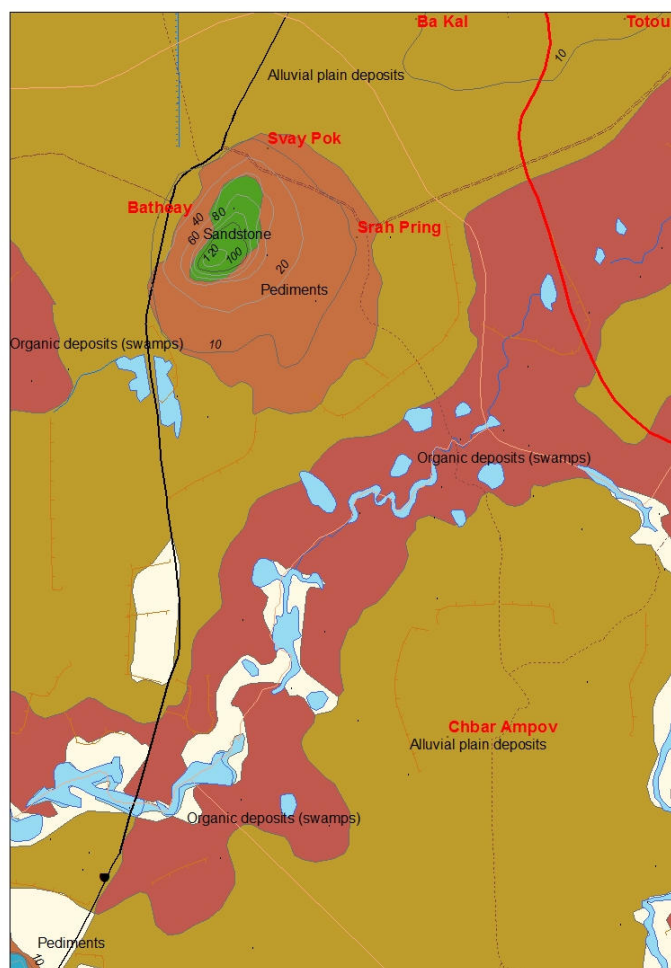 Ba Kal
Totou
10
Alluvial plain deposits
Svay Pok
Batheay
40
80
Srah Pring
60
Sandstone
120
100
20
Pediments
10
Organic deposits (swamps)
Organic deposits (swamps)
Chbar Ampov
Alluvial plain deposits
Organic deposits (swamps)
Pediments
10